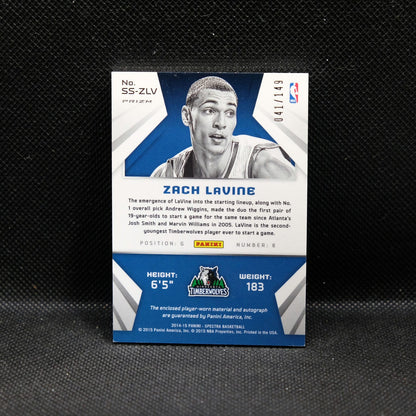 No.
SS-ZLV
PRIZM
041/149
NBA
ZACH LaVINE
The emergence of LaVine into the starting lineup, along with No.
1 overall pick Andrew Wiggins, made the duo the first pair of
19-year-olds to start a game for the same team since Atlanta's
Josh Smith and Marvin Williams in 2005. LaVine is the second-
youngest Timberwolves player ever to start a game.
POSITION: G PANINI NUMBER: 8
HEIGHT:
6'5"
MINNESOTA
TIMBERWOLVES
WEIGHT:
183
The enclosed player-worn material and autograph
are guaranteed by Panini America, Inc.
2014-15 PANINI - SPECTRA BASKETBALL
© 2015 Panini America, Inc. © 2015 NBA Properties, Inc. Printed in the USA.